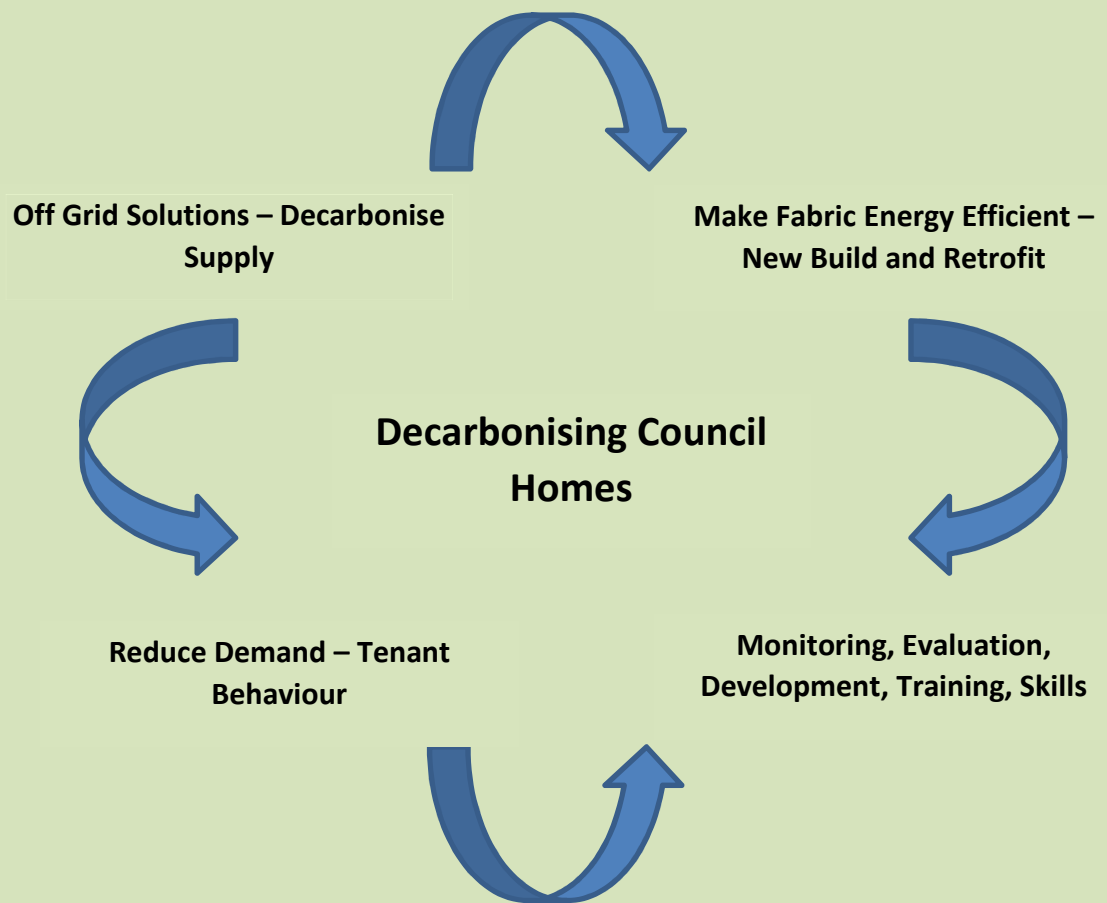 Off Grid Solutions – Decarbonise
Supply
Make Fabric Energy Efficient –
New Build and Retrofit
Decarbonising Council
Homes
Reduce Demand – Tenant
Behaviour
Monitoring, Evaluation,
Development, Training, Skills